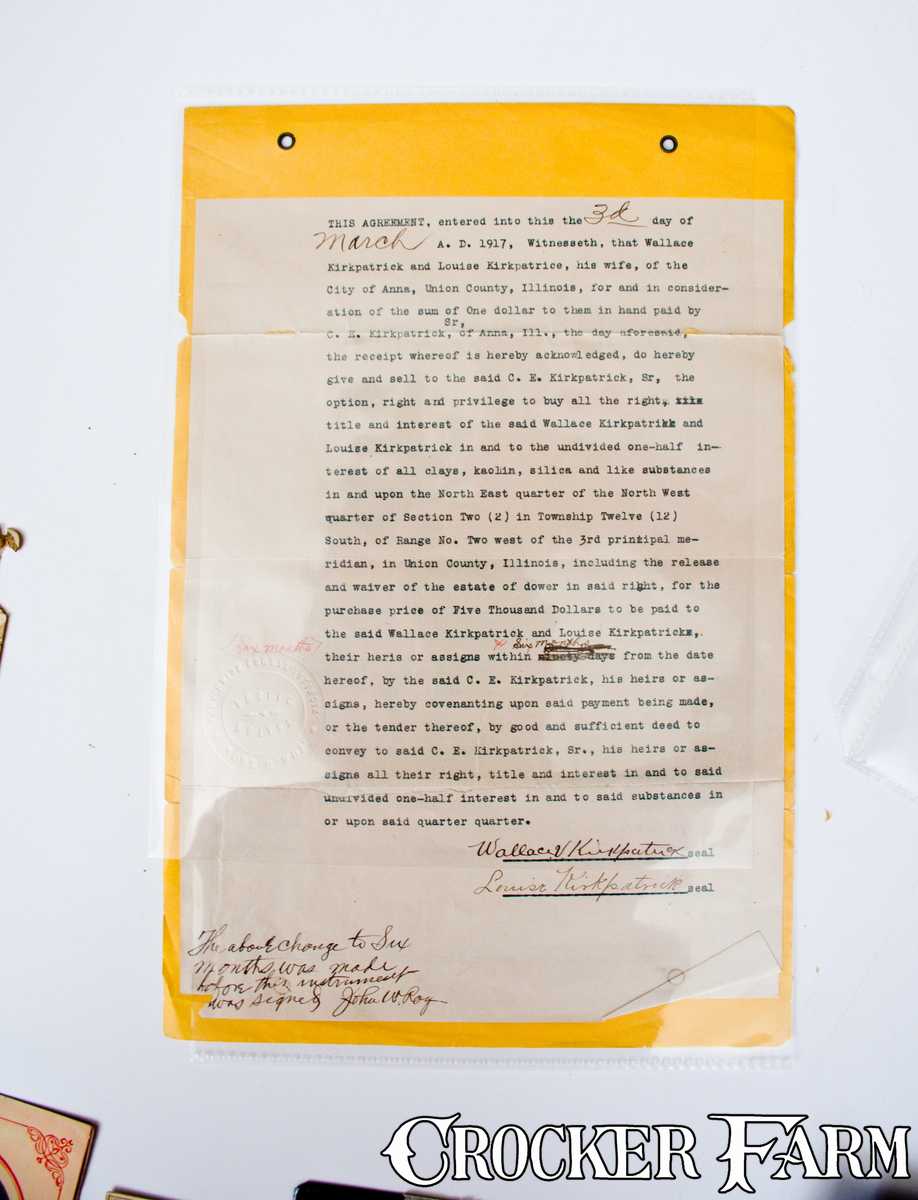 THIS AGREEMENT, entered into this the 3d day of
March A. D. 1917, Witnesseth, that Wallace
Kirkpatrick and Louise Kirkpatrice, his wife, of the
City of Anna, Union County, Illinois, for and in consider-
ation of the sum of One dollar to them in hand paid by
Sr,
C. E. Kirkpatrick, of Anna, Ill., the day aforesaid,
the receipt whereof is hereby acknowledged, do hereby
give and sell to the said C. E. Kirkpatrick, Sr, the
option, right and privilege to buy all the right,
title and interest of the said Wallace Kirkpatrikk and
Louise Kirkpatrick in and to the undivided one-half in-
terest of all clays, kaolin, silica and like substances
in and upon the North East quarter of the North West
quarter of Section Two (2) in Township Twelve (12)
South, of Range No. Two west of the 3rd printipal me-
ridian, in Union County, Illinois, including the release
and waiver of the estate of dower in said right, for the
purchase price of Five Thousand Dollars to be paid to
the said Wallace Kirkpatrick and Louise Kirkpatrick,
(Six months) Six Months
their heris or assigns within ninety days from the date
hereof, by the said C. E. Kirkpatrick, his heirs or as-
signs, hereby covenanting upon said payment being made,
or the tender thereof, by good and sufficient deed to
convey to said C. E. Kirkpatrick, Sr., his heirs or as-
signs all their right, title and interest in and to said
undivided one-half interest in and to said substances in
or upon said quarter quarter.
Wallace V Kirkpatrick seal
Louise Kirkpatrick seal
The above change to Six
months was made
before this instrument
was signed John W. Roy
CROCKER FARM